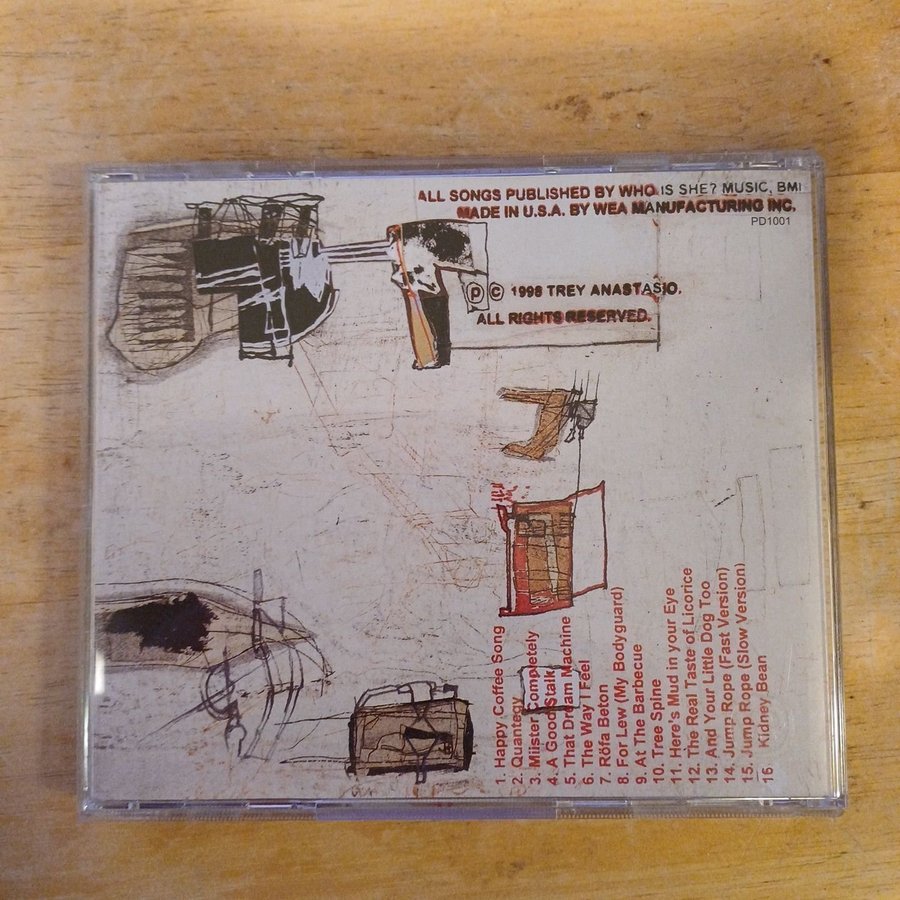 ALL SONGS PUBLISHED BY WHO IS SHE? MUSIC, BMI
MADE IN U.S.A. BY WEA MANUFACTURING INC.
PD1001
℗ © 1998 TREY ANASTASIO.
ALL RIGHTS RESERVED.
1. Happy Coffee Song
2. Quantegy
3. Miister Completely
4. A Good Stalk
5. That Dream Machine
6. The Way I Feel
7. Rófa Beton
8. For Lew (My Bodyguard)
9. At The Barbecue
10. Tree Spine
11. Here's Mud in your Eye
12. The Real Taste of Licorice
13. And Your Little Dog Too
14. Jump Rope (Fast Version)
15. Jump Rope (Slow Version)
16 Kidney Bean